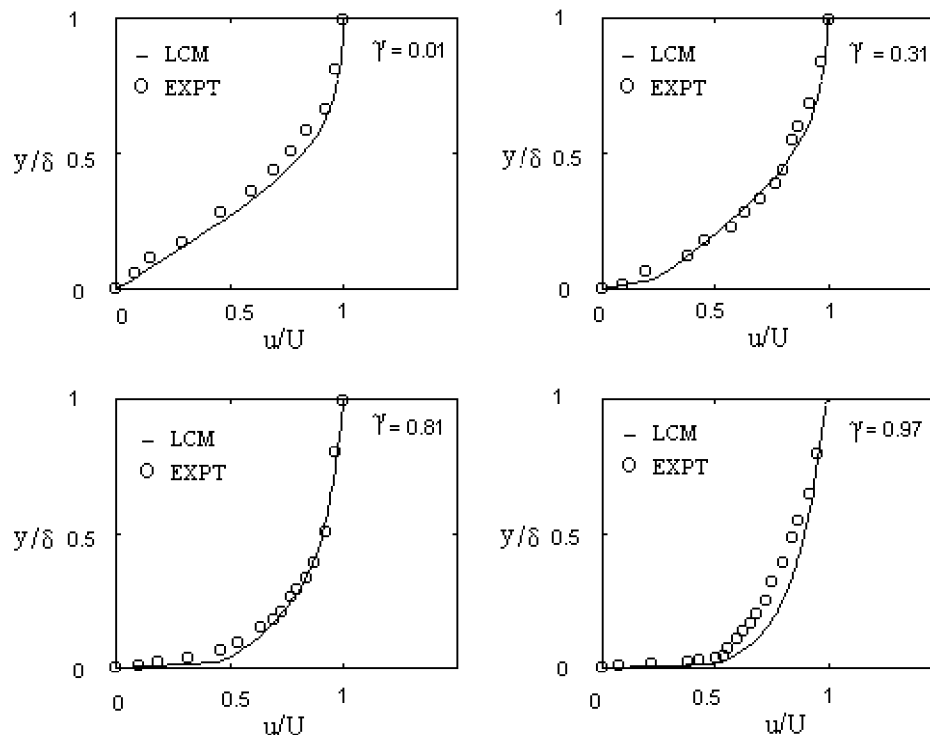 1
– LCM
γ = 0.01
○ EXPT
y/δ 0.5
0
0 0.5 1
u/U
1
– LCM
γ = 0.31
○ EXPT
y/δ 0.5
0
0 0.5 1
u/U
1
– LCM
γ = 0.81
○ EXPT
y/δ 0.5
0
0 0.5 1
u/U
1
– LCM
γ = 0.97
○ EXPT
y/δ 0.5
0
0 0.5 1
u/U